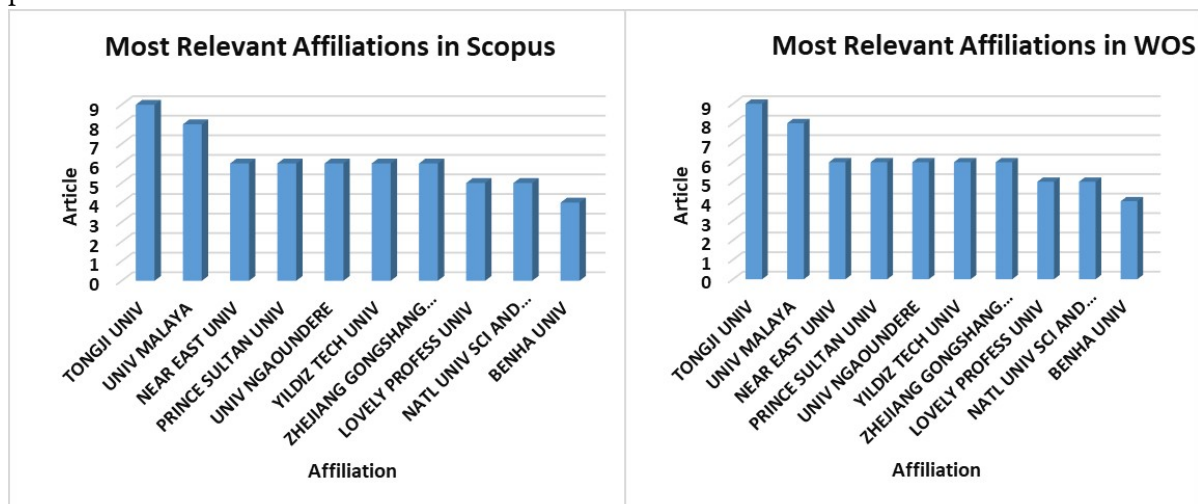 Most Relevant Affiliations in Scopus
Article
9
8
7
6
5
4
3
2
1
0
TONGJI UNIV
UNIV MALAYA
NEAR EAST UNIV
PRINCE SULTAN UNIV
UNIV NGAOUNDERE
YILDIZ TECH UNIV
ZHEJIANG GONGSHANG...
LOVELY PROFESS UNIV
NATL UNIV SCI AND...
BENHA UNIV
Affiliation
Most Relevant Affiliations in WOS
Article
9
8
7
6
5
4
3
2
1
0
TONGJI UNIV
UNIV MALAYA
NEAR EAST UNIV
PRINCE SULTAN UNIV
UNIV NGAOUNDERE
YILDIZ TECH UNIV
ZHEJIANG GONGSHANG...
LOVELY PROFESS UNIV
NATL UNIV SCI AND...
BENHA UNIV
Affiliation